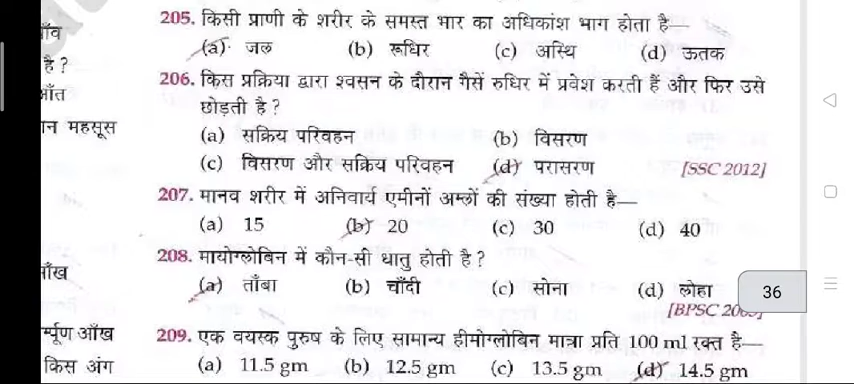 ाँव
है ?
आँत
ान महसूस
आँख
र्म्पूण आँख
किस अंग
205. किसी प्राणी के शरीर के समस्त भार का अधिकांश भाग होता है—
(a) जल (b) रूधिर (c) अस्थि (d) ऊतक
206. किस प्रक्रिया द्वारा श्वसन के दौरान गैसें रुधिर में प्रवेश करती हैं और फिर उसे
छोड़ती है ?
(a) सक्रिय परिवहन (b) विसरण
(c) विसरण और सक्रिय परिवहन (d) परासरण [SSC 2012]
207. मानव शरीर में अनिवार्य एमीनों अम्लों की संख्या होती है—
(a) 15 (b) 20 (c) 30 (d) 40
208. मायोग्लोबिन में कौन-सी धातु होती है ?
(a) ताँबा (b) चाँदी (c) सोना (d) लोहा
[BPSC
36
209. एक वयस्क पुरुष के लिए सामान्य हीमोग्लोबिन मात्रा प्रति 100 ml रक्त है—
(a) 11.5 gm (b) 12.5 gm (c) 13.5 gm (d) 14.5 gm